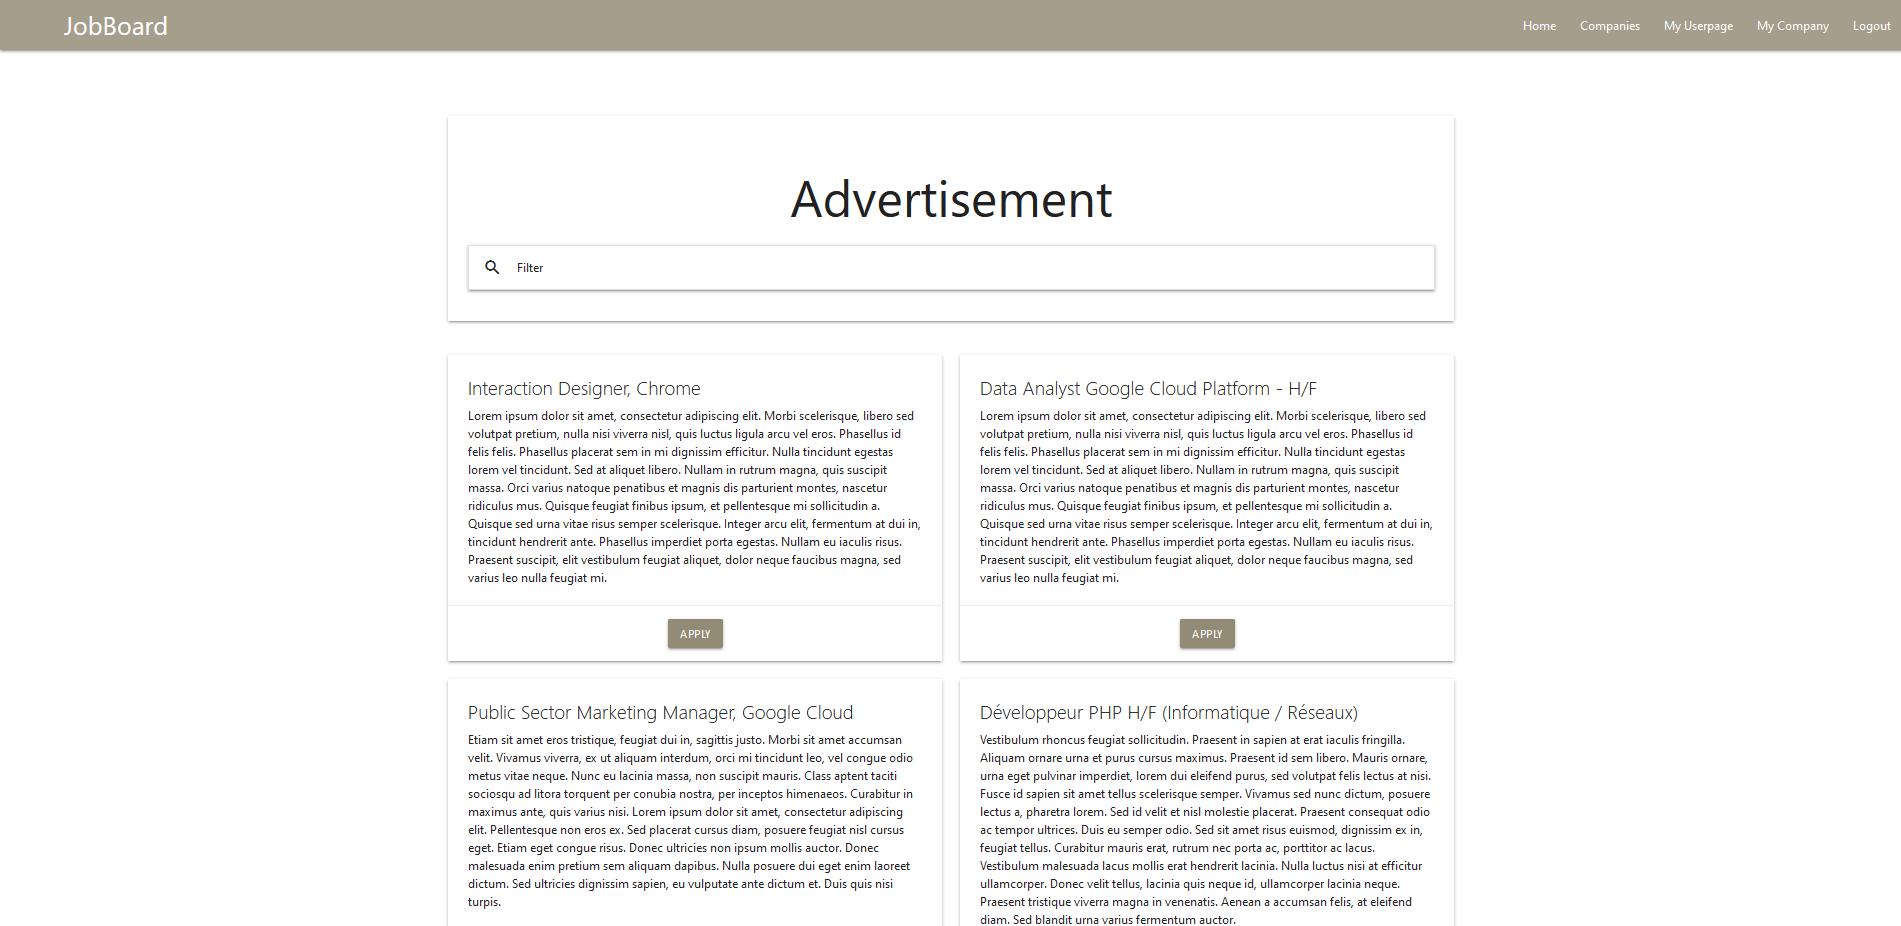 JobBoard
Home Companies My Userpage My Company Logout
Advertisement
Filter
Interaction Designer, Chrome
Lorem ipsum dolor sit amet, consectetur adipiscing elit. Morbi scelerisque, libero sed
volutpat pretium, nulla nisi viverra nisl, quis luctus ligula arcu vel eros. Phasellus id
felis felis. Phasellus placerat sem in mi dignissim efficitur. Nulla tincidunt egestas
lorem vel tincidunt. Sed at aliquet libero. Nullam in rutrum magna, quis suscipit
massa. Orci varius natoque penatibus et magnis dis parturient montes, nascetur
ridiculus mus. Quisque feugiat finibus ipsum, et pellentesque mi sollicitudin a.
Quisque sed urna vitae risus semper scelerisque. Integer arcu elit, fermentum at dui in,
tincidunt hendrerit ante. Phasellus imperdiet porta egestas. Nullam eu iaculis risus.
Praesent suscipit, elit vestibulum feugiat aliquet, dolor neque faucibus magna, sed
varius leo nulla feugiat mi.
APPLY
Data Analyst Google Cloud Platform - H/F
Lorem ipsum dolor sit amet, consectetur adipiscing elit. Morbi scelerisque, libero sed
volutpat pretium, nulla nisi viverra nisl, quis luctus ligula arcu vel eros. Phasellus id
felis felis. Phasellus placerat sem in mi dignissim efficitur. Nulla tincidunt egestas
lorem vel tincidunt. Sed at aliquet libero. Nullam in rutrum magna, quis suscipit
massa. Orci varius natoque penatibus et magnis dis parturient montes, nascetur
ridiculus mus. Quisque feugiat finibus ipsum, et pellentesque mi sollicitudin a.
Quisque sed urna vitae risus semper scelerisque. Integer arcu elit, fermentum at dui in,
tincidunt hendrerit ante. Phasellus imperdiet porta egestas. Nullam eu iaculis risus.
Praesent suscipit, elit vestibulum feugiat aliquet, dolor neque faucibus magna, sed
varius leo nulla feugiat mi.
APPLY
Public Sector Marketing Manager, Google Cloud
Etiam sit amet eros tristique, feugiat dui in, sagittis justo. Morbi sit amet accumsan
velit. Vivamus viverra, ex ut aliquam interdum, orci mi tincidunt leo, vel congue odio
metus vitae neque. Nunc eu lacinia massa, non suscipit mauris. Class aptent taciti
sociosqu ad litora torquent per conubia nostra, per inceptos himenaeos. Curabitur in
maximus ante, quis varius nisi. Lorem ipsum dolor sit amet, consectetur adipiscing
elit. Pellentesque non eros ex. Sed placerat cursus diam, posuere feugiat nisl cursus
eget. Etiam eget congue risus. Donec ultricies non ipsum mollis auctor. Donec
malesuada enim pretium sem aliquam dapibus. Nulla posuere dui eget enim laoreet
dictum. Sed ultricies dignissim sapien, eu vulputate ante dictum et. Duis quis nisi
turpis.
Développeur PHP H/F (Informatique / Réseaux)
Vestibulum rhoncus feugiat sollicitudin. Praesent in sapien at erat iaculis fringilla.
Aliquam ornare urna et purus cursus maximus. Praesent id sem libero. Mauris ornare,
urna eget pulvinar imperdiet, lorem dui eleifend purus, sed volutpat felis lectus at nisi.
Fusce id sapien sit amet tellus scelerisque semper. Vivamus sed nunc dictum, posuere
lectus a, pharetra lorem. Sed id velit et nisl molestie placerat. Praesent consequat odio
ac tempor ultrices. Duis eu semper odio. Sed sit amet risus euismod, dignissim ex in,
feugiat tellus. Curabitur mauris erat, rutrum nec porta ac, porttitor ac lacus.
Vestibulum malesuada lacus mollis erat hendrerit lacinia. Nulla luctus nisi at efficitur
ullamcorper. Donec velit tellus, lacinia quis neque id, ullamcorper lacinia neque.
Praesent tristique viverra magna in venenatis. Aenean a accumsan felis, at eleifend
diam. Sed blandit urna varius fermentum auctor.